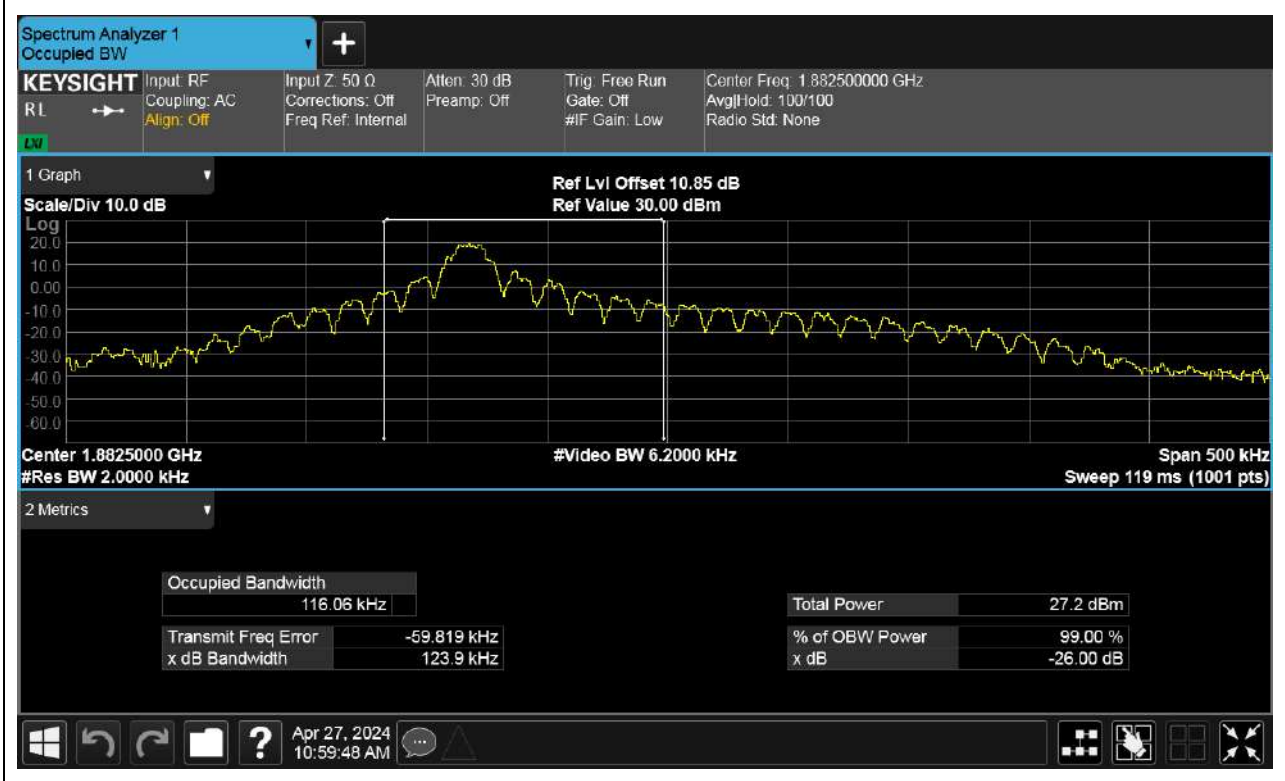 Spectrum Analyzer 1
Occupied BW
+
KEYSIGHT
RL
LXI
Input: RF
Coupling: AC
Align: Off
Input Z: 50 Ω
Corrections: Off
Freq Ref: Internal
Atten: 30 dB
Preamp: Off
Trig: Free Run
Gate: Off
#IF Gain: Low
Center Freq: 1.882500000 GHz
Avg|Hold: 100/100
Radio Std: None
1 Graph
Scale/Div 10.0 dB
Ref Lvl Offset 10.85 dB
Ref Value 30.00 dBm
Log
20.0
10.0
0.00
-10.0
-20.0
-30.0
-40.0
-50.0
-60.0
Center 1.8825000 GHz
#Res BW 2.0000 kHz
#Video BW 6.2000 kHz
Span 500 kHz
Sweep 119 ms (1001 pts)
2 Metrics
Occupied Bandwidth
116.06 kHz
Transmit Freq Error -59.819 kHz
x dB Bandwidth 123.9 kHz
Total Power 27.2 dBm
% of OBW Power 99.00 %
x dB -26.00 dB
?
Apr 27, 2024
10:59:48 AM